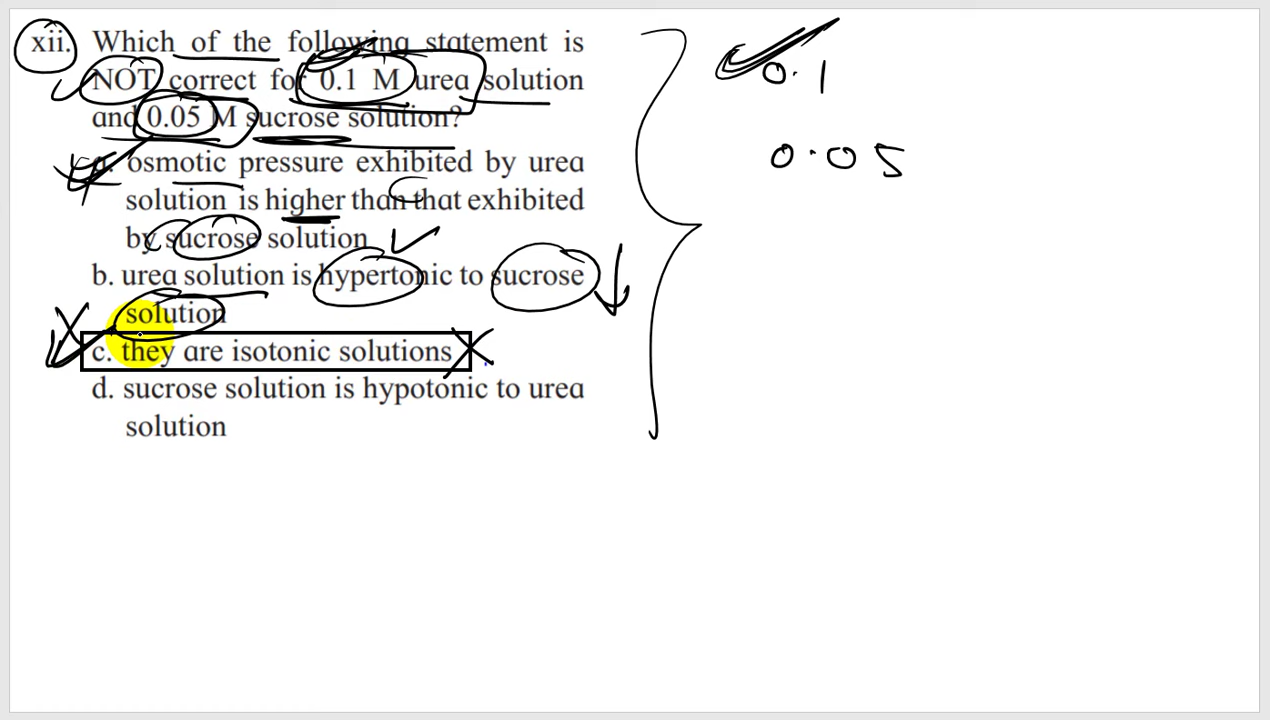 xii. Which of the following statement is
NOT correct for 0.1 M urea solution
and 0.05 M sucrose solution?
a. osmotic pressure exhibited by urea
solution is higher than that exhibited
by sucrose solution
b. urea solution is hypertonic to sucrose
solution
c. they are isotonic solutions
d. sucrose solution is hypotonic to urea
solution
0.1
0.05